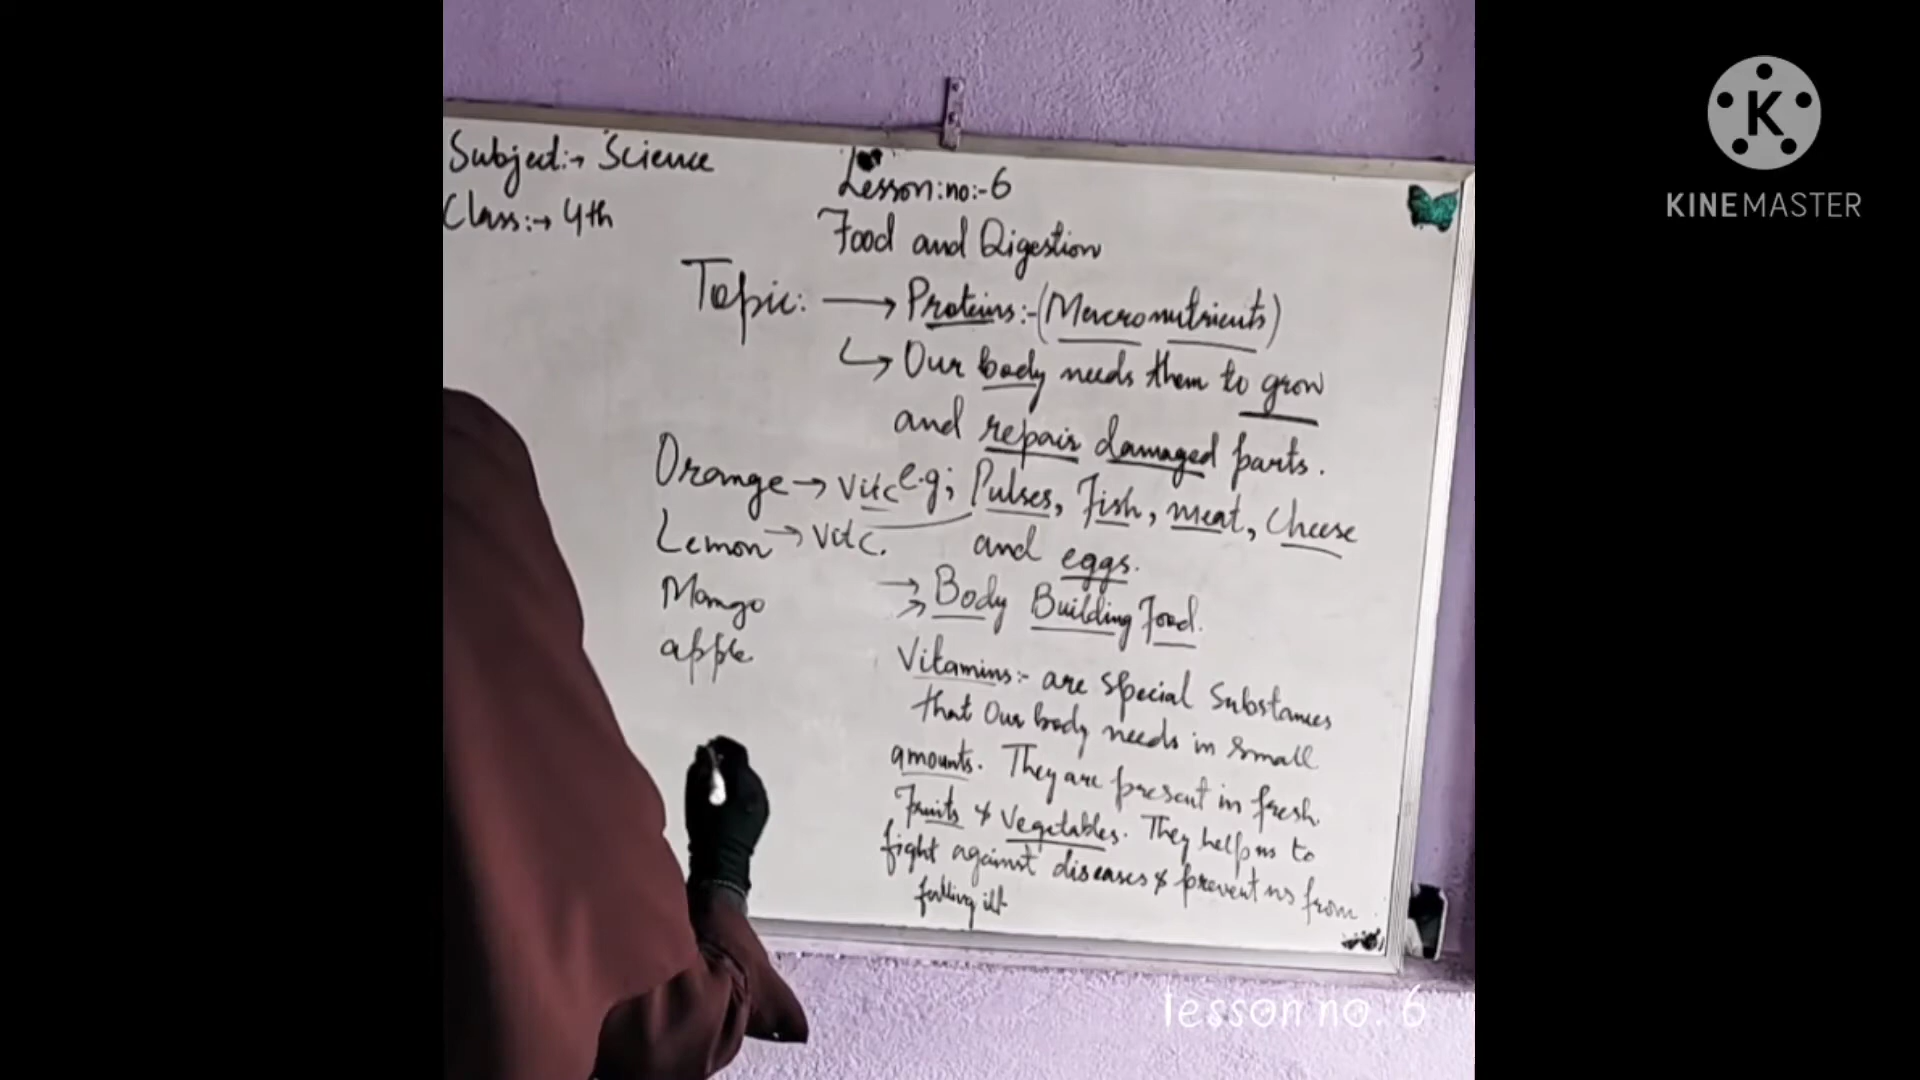 Subject:→ Science
Class:→ 4th
Lesson:no:-6
Food and Digestion
Topic: → Proteins:-(Macronutrients)
↳ Our body needs them to grow
and repair damaged parts.
e.g; Pulses, Fish, meat, Cheese
and eggs.
→ Body Building Food.
Vitamins:- are special substances
that our body needs in small
amounts. They are present in fresh
Fruits & Vegetables. They help us to
fight against diseases & prevent us from
falling ill
Orange → vitc
Lemon → vitc.
Mango
apple
lesson no. 6
K
KINEMASTER